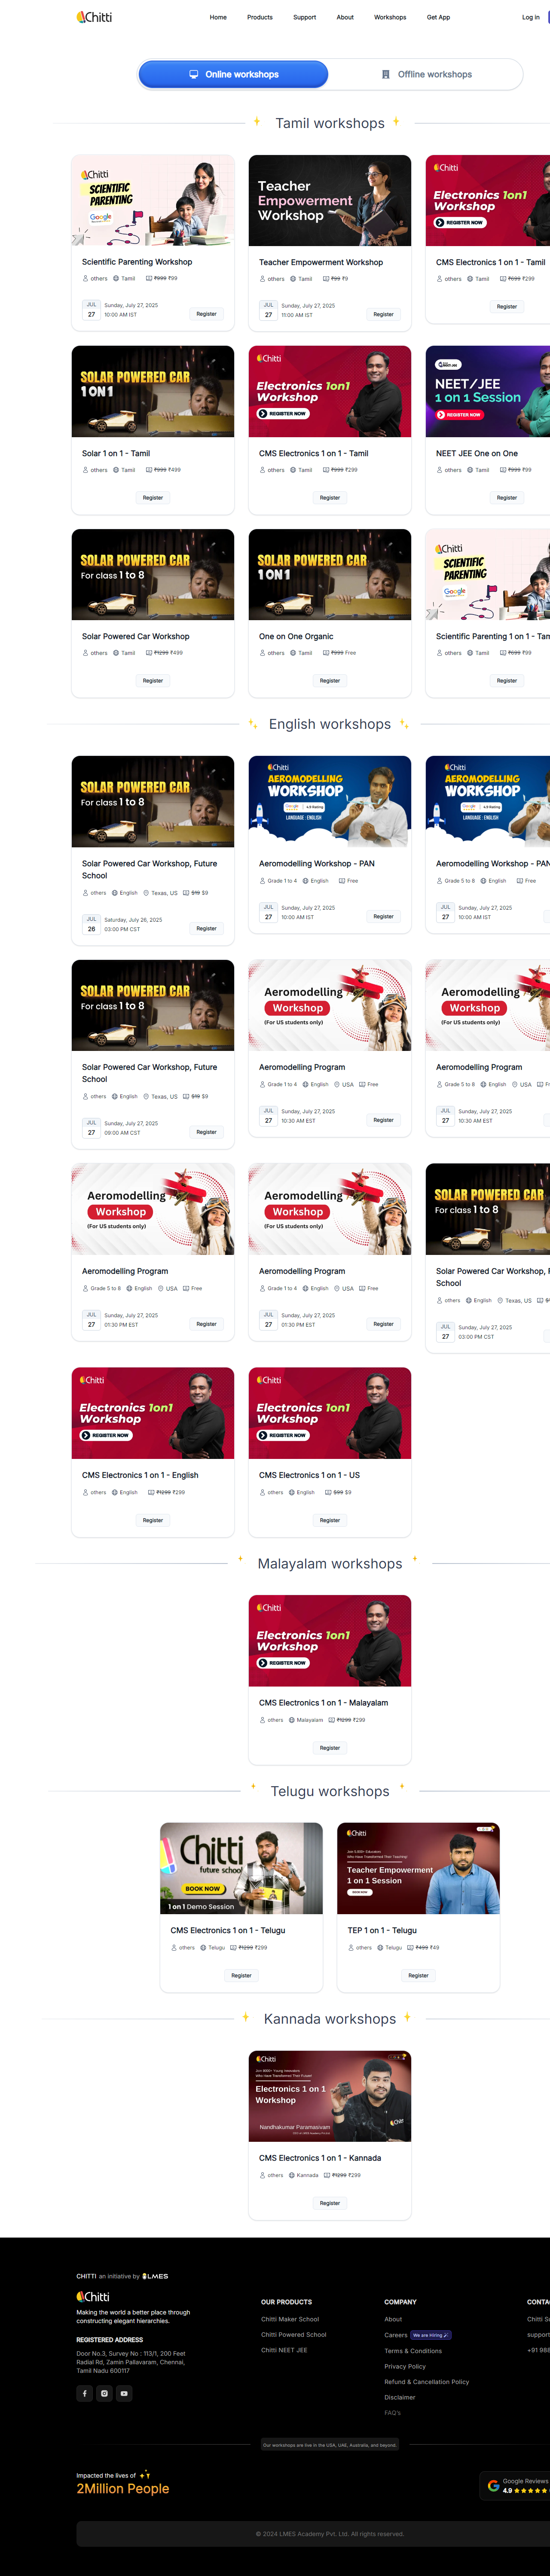 Chitti
Home Products Support About Workshops Get App Log in
Online workshops Offline workshops
Tamil workshops
Chitti
SCIENTIFIC
PARENTING
Google
Scientific Parenting Workshop
others Tamil ₹999 ₹99
JUL
27
Sunday, July 27, 2025
10:00 AM IST
Register
Teacher
Empowerment
Workshop
Teacher Empowerment Workshop
others Tamil ₹99 ₹9
JUL
27
Sunday, July 27, 2025
11:00 AM IST
Register
Chitti
Electronics 1on1
Workshop
REGISTER NOW
CMS Electronics 1 on 1 - Tamil
others Tamil ₹699 ₹299
Register
SOLAR POWERED CAR
1 ON 1
Solar 1 on 1 - Tamil
others Tamil ₹999 ₹499
Register
Chitti
Electronics 1on1
Workshop
REGISTER NOW
CMS Electronics 1 on 1 - Tamil
others Tamil ₹999 ₹299
Register
NEET/JEE
1 on 1 Session
REGISTER NOW
NEET JEE One on One
others Tamil ₹999 ₹99
Register
SOLAR POWERED CAR
For class 1 to 8
Solar Powered Car Workshop
others Tamil ₹1299 ₹499
Register
SOLAR POWERED CAR
1 ON 1
One on One Organic
others Tamil ₹999 Free
Register
Chitti
SCIENTIFIC
PARENTING
Google
Scientific Parenting 1 on 1 - Tam
others Tamil ₹699 ₹99
Register
English workshops
SOLAR POWERED CAR
For class 1 to 8
Solar Powered Car Workshop, Future
School
others English Texas, US $19 $9
JUL
26
Saturday, July 26, 2025
03:00 PM CST
Register
Chitti
AEROMODELLING
WORKSHOP
LANGUAGE : ENGLISH
Aeromodelling Workshop - PAN
Grade 1 to 4 English Free
JUL
27
Sunday, July 27, 2025
10:00 AM IST
Register
Chitti
AEROMODELLING
WORKSHOP
LANGUAGE : ENGLISH
Aeromodelling Workshop - PAN
Grade 5 to 8 English Free
JUL
27
Sunday, July 27, 2025
10:00 AM IST
SOLAR POWERED CAR
For class 1 to 8
Solar Powered Car Workshop, Future
School
others English Texas, US $19 $9
JUL
27
Sunday, July 27, 2025
09:00 AM CST
Register
Aeromodelling
Workshop
(For US students only)
Aeromodelling Program
Grade 1 to 4 English USA Free
JUL
27
Sunday, July 27, 2025
10:30 AM EST
Register
Aeromodelling
Workshop
(For US students only)
Aeromodelling Program
Grade 5 to 8 English USA Fr
JUL
27
Sunday, July 27, 2025
10:30 AM EST
Aeromodelling
Workshop
(For US students only)
Aeromodelling Program
Grade 5 to 8 English USA Free
JUL
27
Sunday, July 27, 2025
01:30 PM EST
Register
Aeromodelling
Workshop
(For US students only)
Aeromodelling Program
Grade 1 to 4 English USA Free
JUL
27
Sunday, July 27, 2025
01:30 PM EST
Register
SOLAR POWERED CAR
For class 1 to 8
Solar Powered Car Workshop, F
School
others English Texas, US
JUL
27
Sunday, July 27, 2025
03:00 PM CST
Chitti
Electronics 1on1
Workshop
REGISTER NOW
CMS Electronics 1 on 1 - English
others English ₹1299 ₹299
Register
Chitti
Electronics 1on1
Workshop
REGISTER NOW
CMS Electronics 1 on 1 - US
others English $99 $9
Register
Malayalam workshops
Chitti
Electronics 1on1
Workshop
REGISTER NOW
CMS Electronics 1 on 1 - Malayalam
others Malayalam ₹1299 ₹299
Register
Telugu workshops
Chitti
future school
BOOK NOW
1 on 1 Demo Session
CMS Electronics 1 on 1 - Telugu
others Telugu ₹1299 ₹299
Register
Chitti
Teacher Empowerment
1 on 1 Session
TEP 1 on 1 - Telugu
others Telugu ₹499 ₹49
Register
Kannada workshops
Chitti
Electronics 1 on 1
Workshop
Nandhakumar Paramasivam
CMS Electronics 1 on 1 - Kannada
others Kannada ₹1299 ₹299
Register
CHITTI an initiative by LMES
Chitti
Making the world a better place through
constructing elegant hierarchies.
REGISTERED ADDRESS
Door No.3, Survey No : 113/1, 200 Feet
Radial Rd, Zamin Pallavaram, Chennai,
Tamil Nadu 600117
OUR PRODUCTS
Chitti Maker School
Chitti Powered School
Chitti NEET JEE
COMPANY
About
Careers We are Hiring
Terms & Conditions
Privacy Policy
Refund & Cancellation Policy
Disclaimer
FAQ's
CONTA
Chitti S
support
+91 98
Our workshops are live in the USA, UAE, Australia, and beyond.
Impacted the lives of
2Million People
Google Reviews
4.9
© 2024 LMES Academy Pvt. Ltd. All rights reserved.